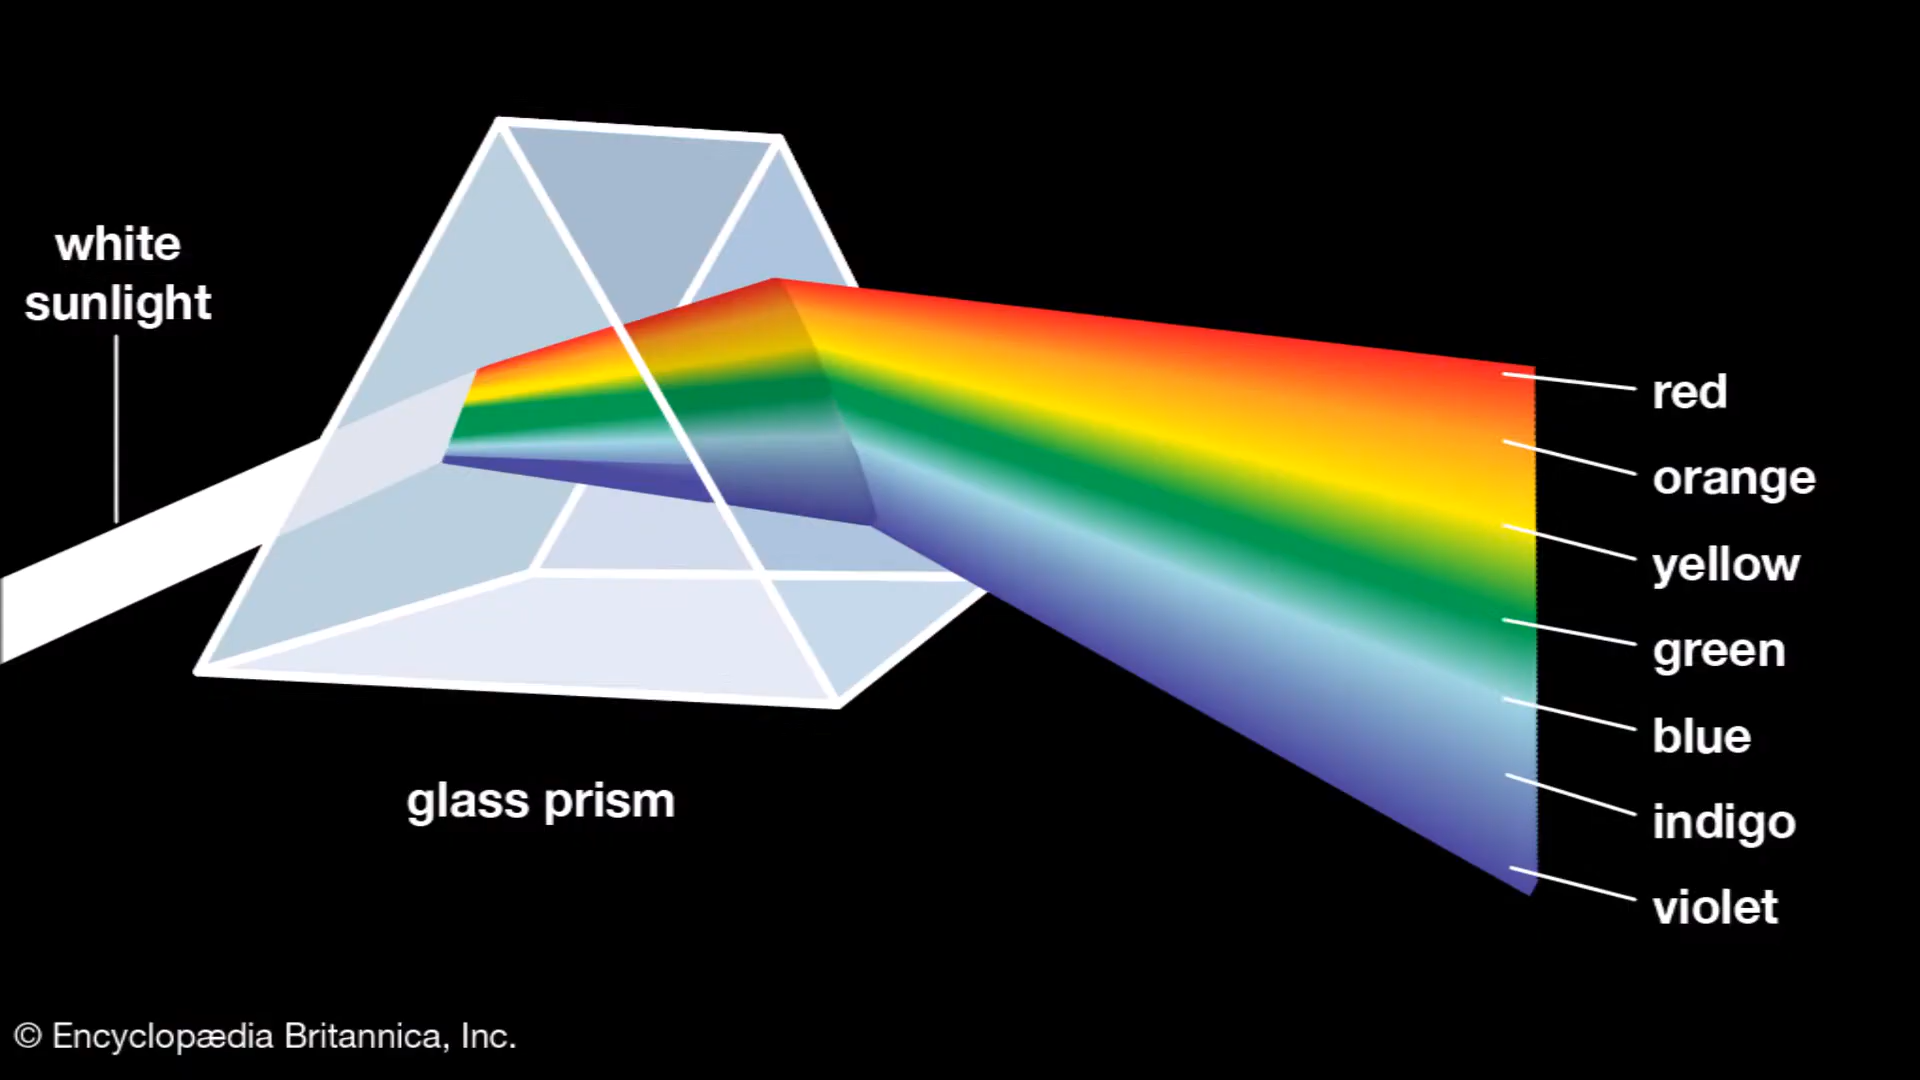 white
sunlight
red
orange
yellow
green
blue
indigo
violet
glass prism
© Encyclopædia Britannica, Inc.